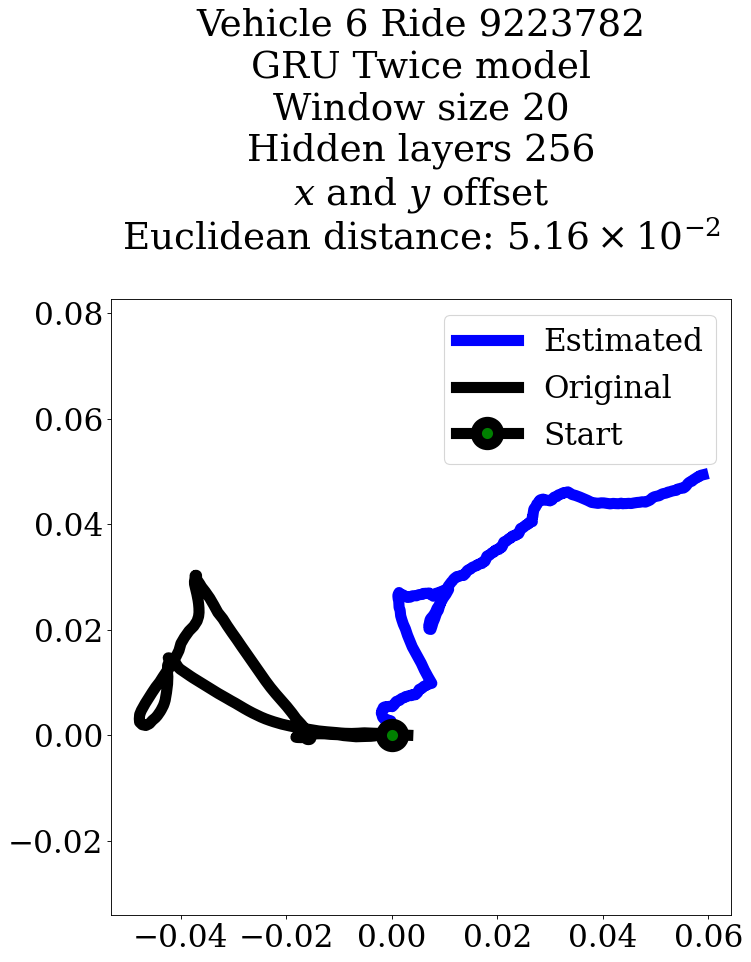 Vehicle 6 Ride 9223782
GRU Twice model
Window size 20
Hidden layers 256
x and y offset
Euclidean distance: 5.16 × 10⁻²
Estimated
Original
Start
0.08
0.06
0.04
0.02
0.00
−0.02
−0.04 −0.02 0.00 0.02 0.04 0.06